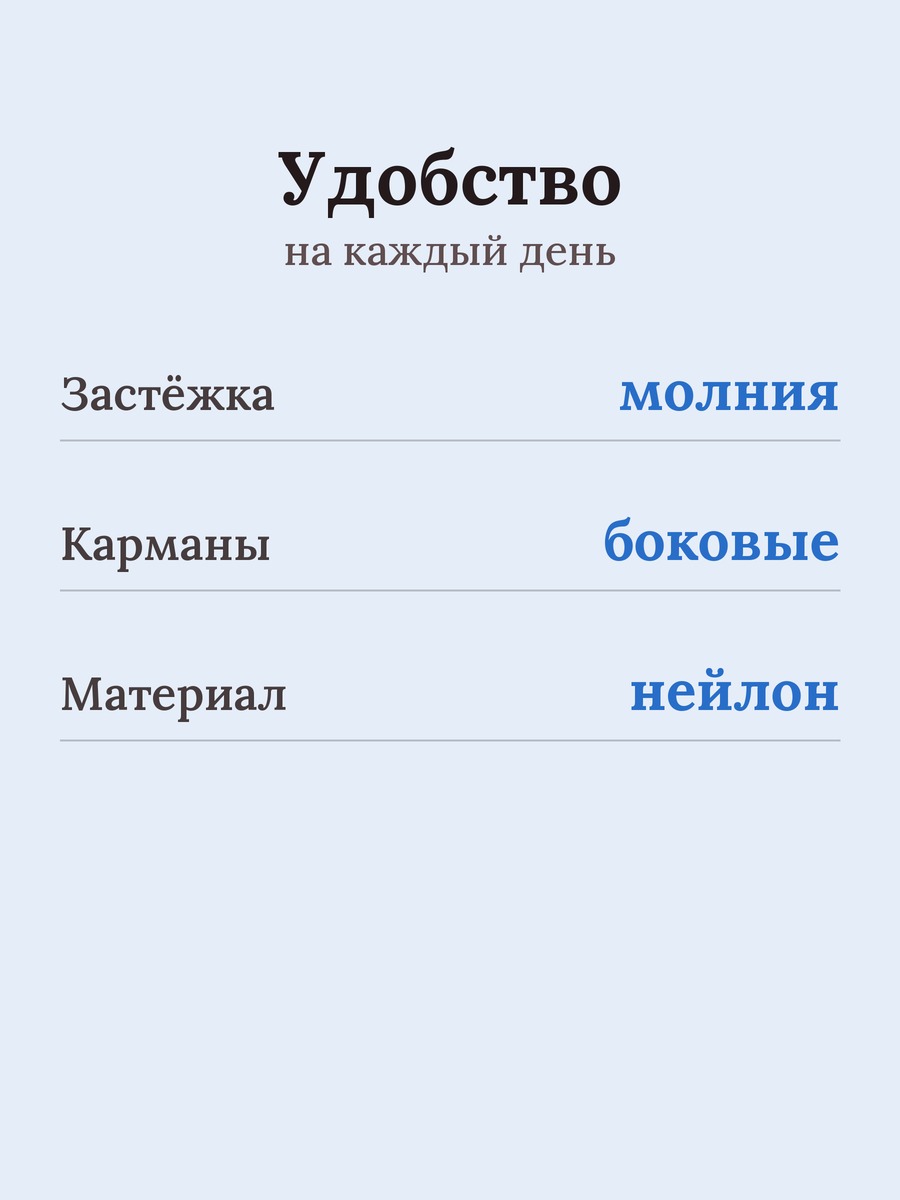 Удобство
на каждый день
Застёжка молния
Карманы боковые
Материал нейлон